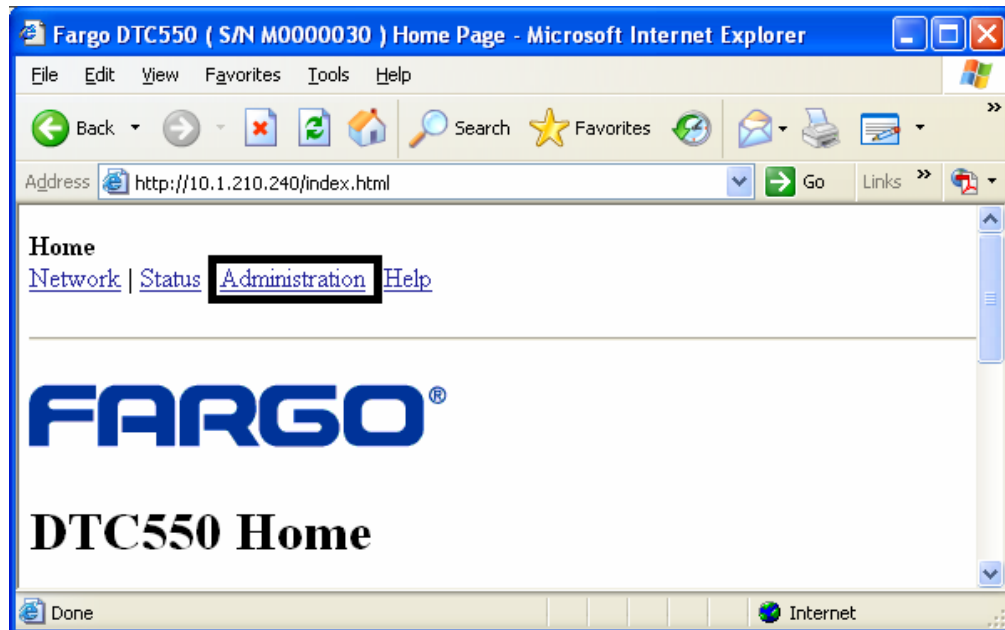 Fargo DTC550 ( S/N M0000030 ) Home Page - Microsoft Internet Explorer
File Edit View Favorites Tools Help
Back Search Favorites »
Address http://10.1.210.240/index.html Go Links »
Home
Network | Status Administration Help
FARGO®
DTC550 Home
Done Internet